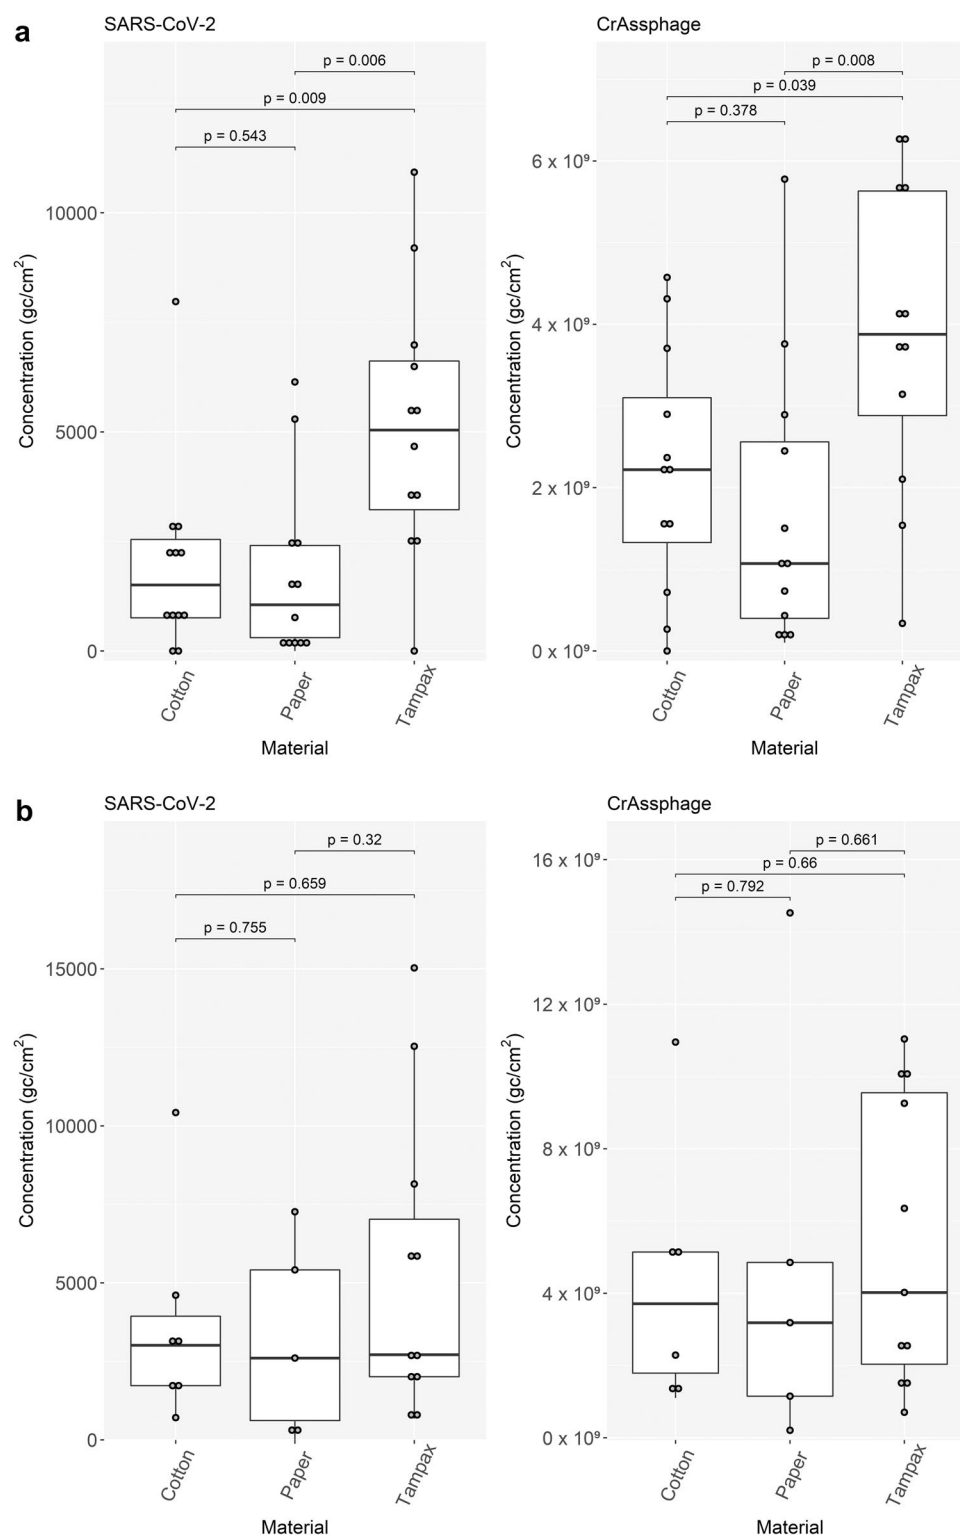 a
SARS-CoV-2
CrAssphage
p = 0.006
p = 0.009
p = 0.543
p = 0.008
p = 0.039
p = 0.378
Concentration (gc/cm²)
10000
5000
0
Cotton
Paper
Tampax
Material
Concentration (gc/cm²)
6 x 10⁹
4 x 10⁹
2 x 10⁹
0 x 10⁹
Cotton
Paper
Tampax
Material
b
SARS-CoV-2
CrAssphage
p = 0.32
p = 0.659
p = 0.755
p = 0.661
p = 0.66
p = 0.792
Concentration (gc/cm²)
15000
10000
5000
0
Cotton
Paper
Tampax
Material
Concentration (gc/cm²)
16 x 10⁹
12 x 10⁹
8 x 10⁹
4 x 10⁹
0 x 10⁹
Cotton
Paper
Tampax
Material